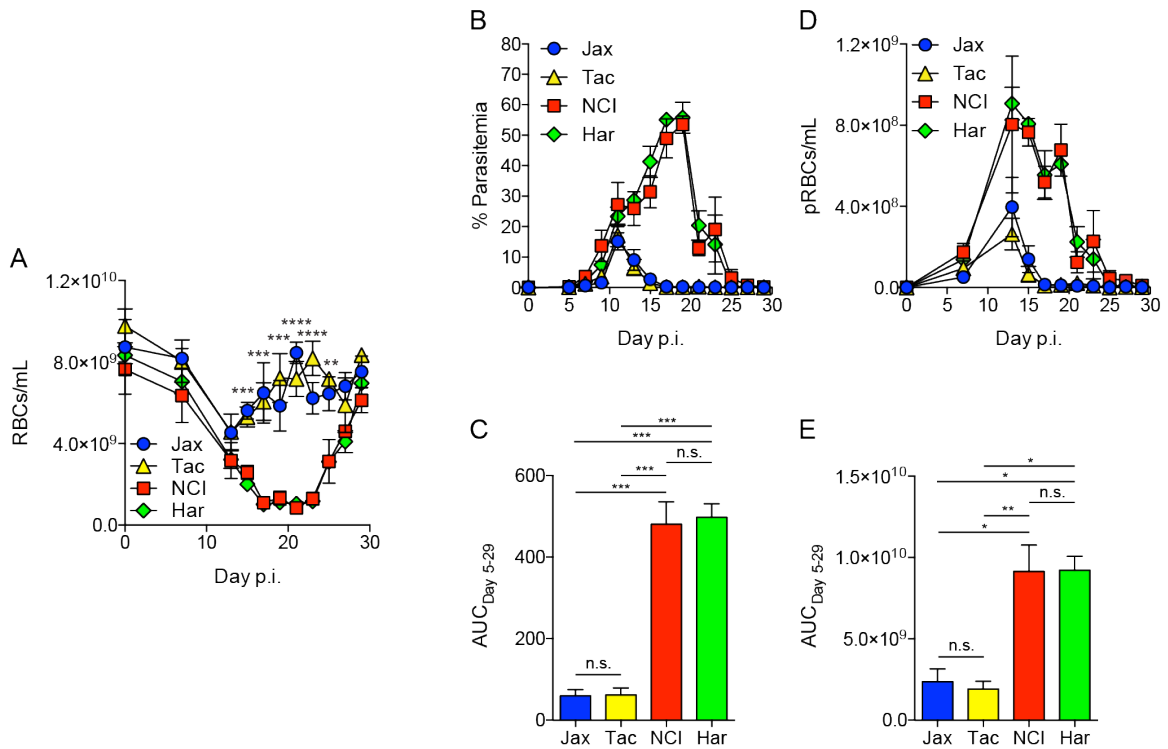 A
1.2×10¹⁰
8.0×10⁹
4.0×10⁹
0.0
RBCs/mL
***
***
***
****
****
**
Jax
Tac
NCI
Har
0
10
20
30
Day p.i.
B
80
70
60
50
40
30
20
10
0
% Parasitemia
Jax
Tac
NCI
Har
0
5
10
15
20
25
30
Day p.i.
D
1.2×10⁹
8.0×10⁸
4.0×10⁸
0.0
pRBCs/mL
Jax
Tac
NCI
Har
0
5
10
15
20
25
30
Day p.i.
C
600
400
200
0
AUC Day 5-29
***
***
n.s.
***
***
n.s.
Jax Tac NCI Har
E
1.5×10¹⁰
1.0×10¹⁰
5.0×10⁹
0.0
AUC Day 5-29
*
*
n.s.
**
*
n.s.
Jax Tac NCI Har